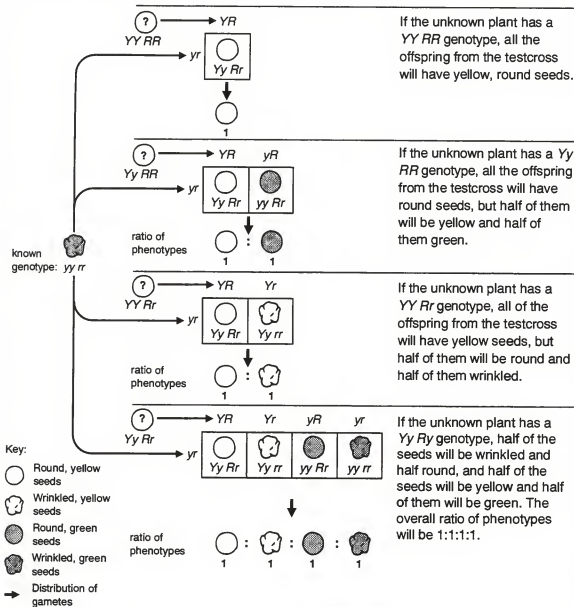 ? YR
YY RR
yr
Yy Rr
1
If the unknown plant has a
YY RR genotype, all the
offspring from the testcross
will have yellow, round seeds.
? YR yR
Yy RR
yr
Yy Rr yy Rr
ratio of
phenotypes
:
1 1
If the unknown plant has a Yy
RR genotype, all the offspring
from the testcross will have
round seeds, but half of them
will be yellow and half of
them green.
known
genotype: yy rr
? YR Yr
YY Rr
yr
Yy Rr Yy rr
ratio of
phenotypes
:
1 1
If the unknown plant has a
YY Rr genotype, all of the
offspring from the testcross
will have yellow seeds, but
half of them will be round and
half of them wrinkled.
? YR Yr yR yr
Yy Rr
yr
Yy Rr Yy rr yy Rr yy rr
ratio of
phenotypes
: : :
1 1 1 1
If the unknown plant has a
Yy Ry genotype, half of the
seeds will be wrinkled and
half round, and half of the
seeds will be yellow and half
of them will be green. The
overall ratio of phenotypes
will be 1:1:1:1.
Key:
Round, yellow
seeds
Wrinkled, yellow
seeds
Round, green
seeds
Wrinkled, green
seeds
Distribution of
gametes